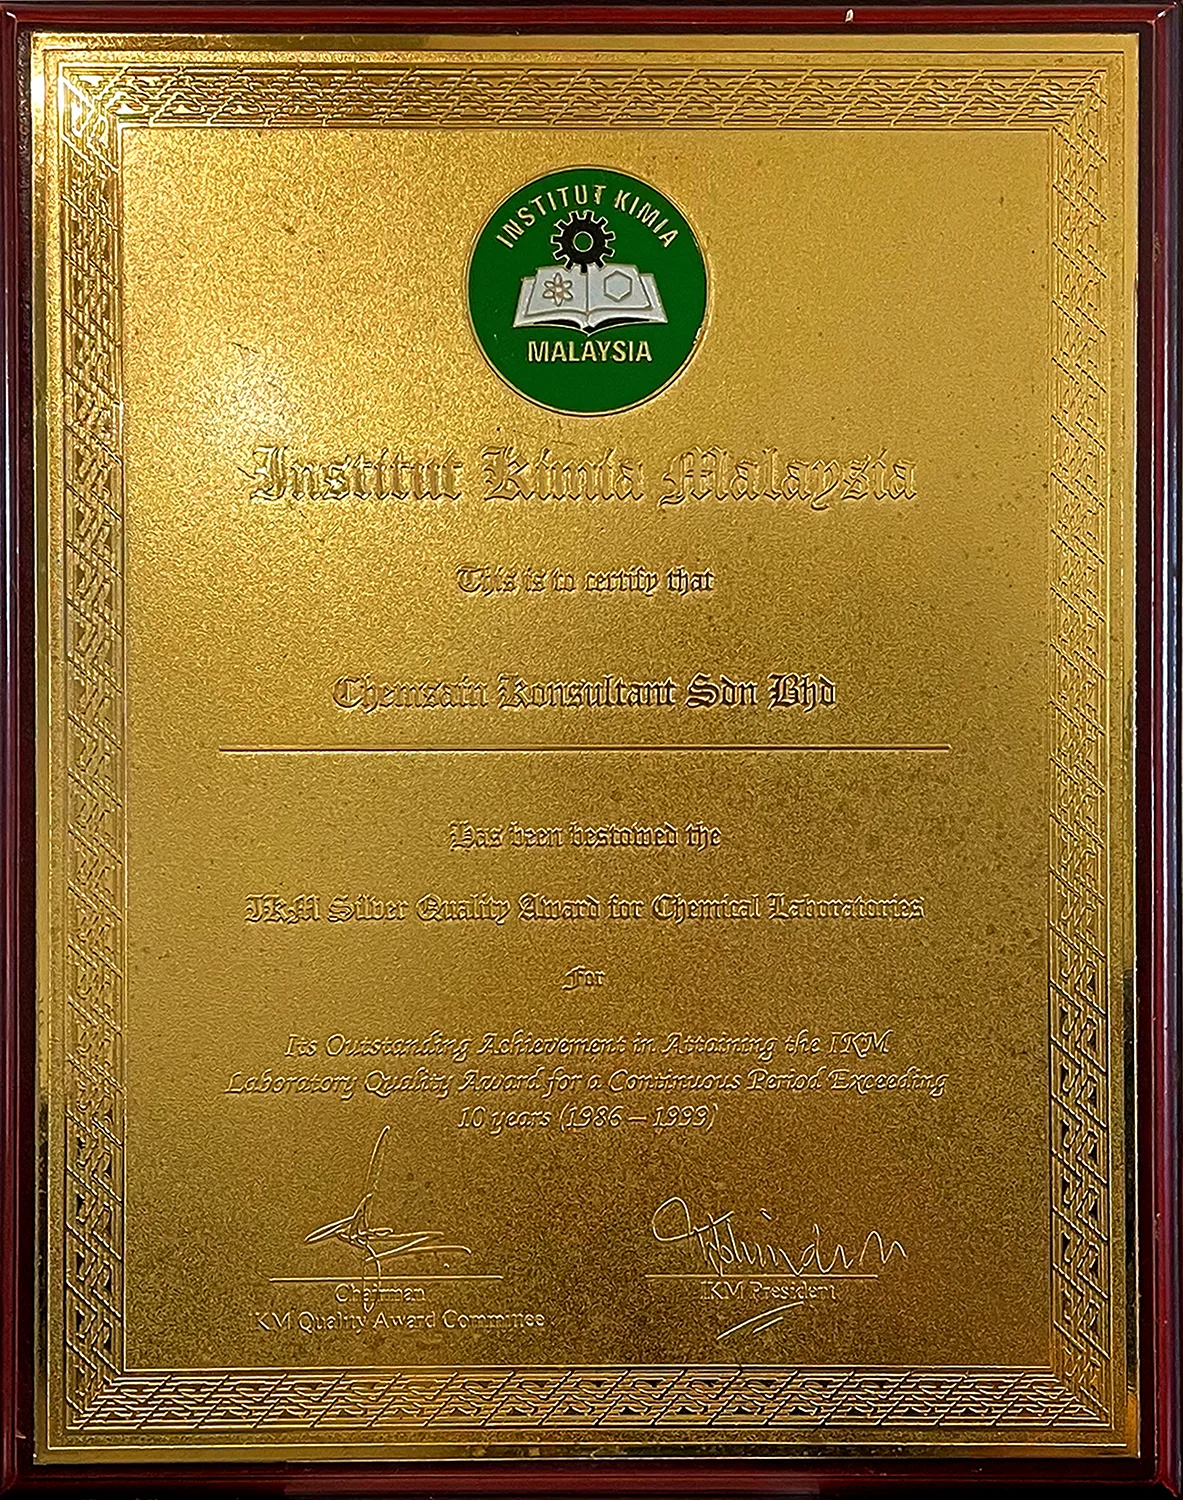 INSTITUT KIMIA
MALAYSIA
Institut Kimia Malaysia
This is to certify that
Chemsain Konsultant Sdn Bhd
Has been bestowed the
IKM Silver Quality Award for Chemical Laboratories
For
Its Outstanding Achievement in Attaining the IKM
Laboratory Quality Award for a Continuous Period Exceeding
10 years (1986 – 1999)
Chairman
IKM Quality Award Committee
IKM President